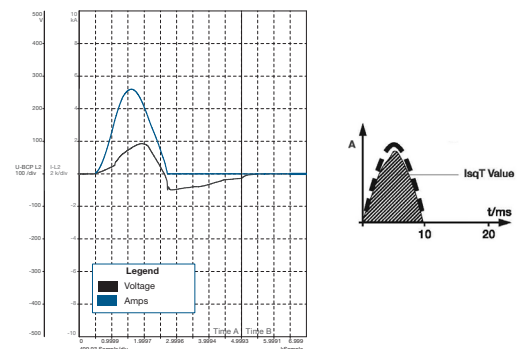 500
V
400
300
200
100
U-BCP L2
100 /div
-100
-200
-300
-400
-500
10
kA
8
6
4
2
I-L2
2 k/div
-2
-4
-6
-8
-10
Legend
Voltage
Amps
Time A Time B
0 0.9999 1.9997 2.9996 3.9994 4.9993 5.9991 6.999
kSample
A
IsqT Value
t/ms
10 20